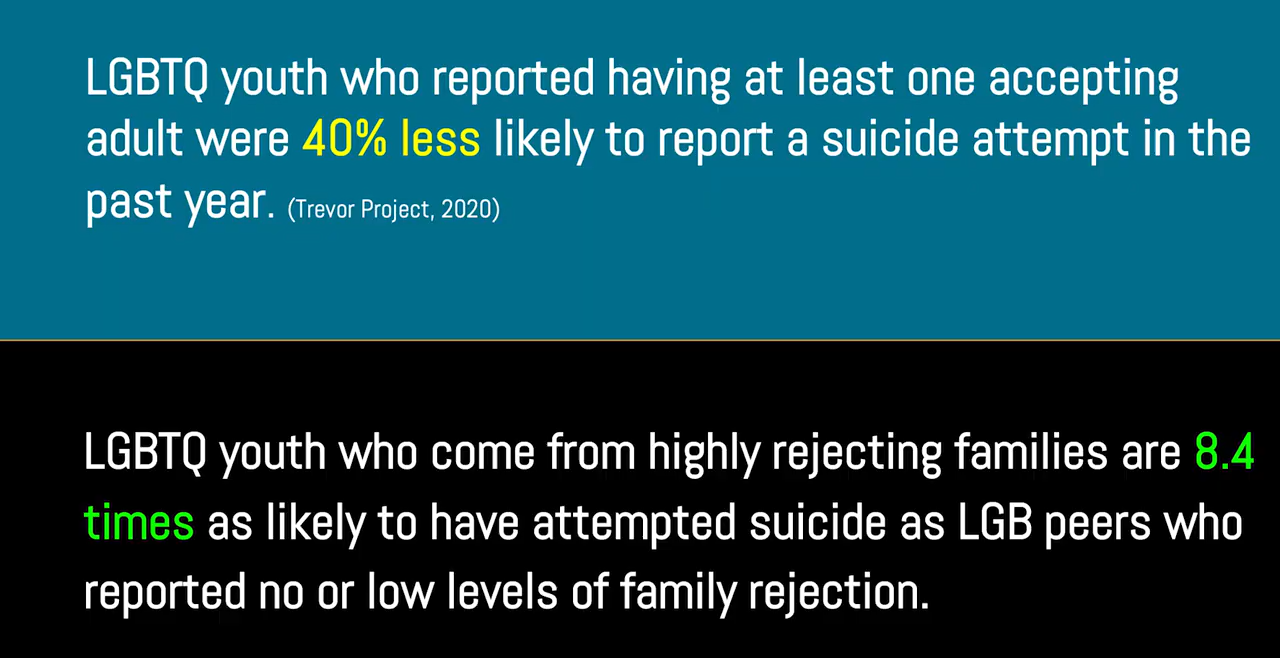 LGBTQ youth who reported having at least one accepting
adult were 40% less likely to report a suicide attempt in the
past year. (Trevor Project, 2020)
LGBTQ youth who come from highly rejecting families are 8.4
times as likely to have attempted suicide as LGB peers who
reported no or low levels of family rejection.